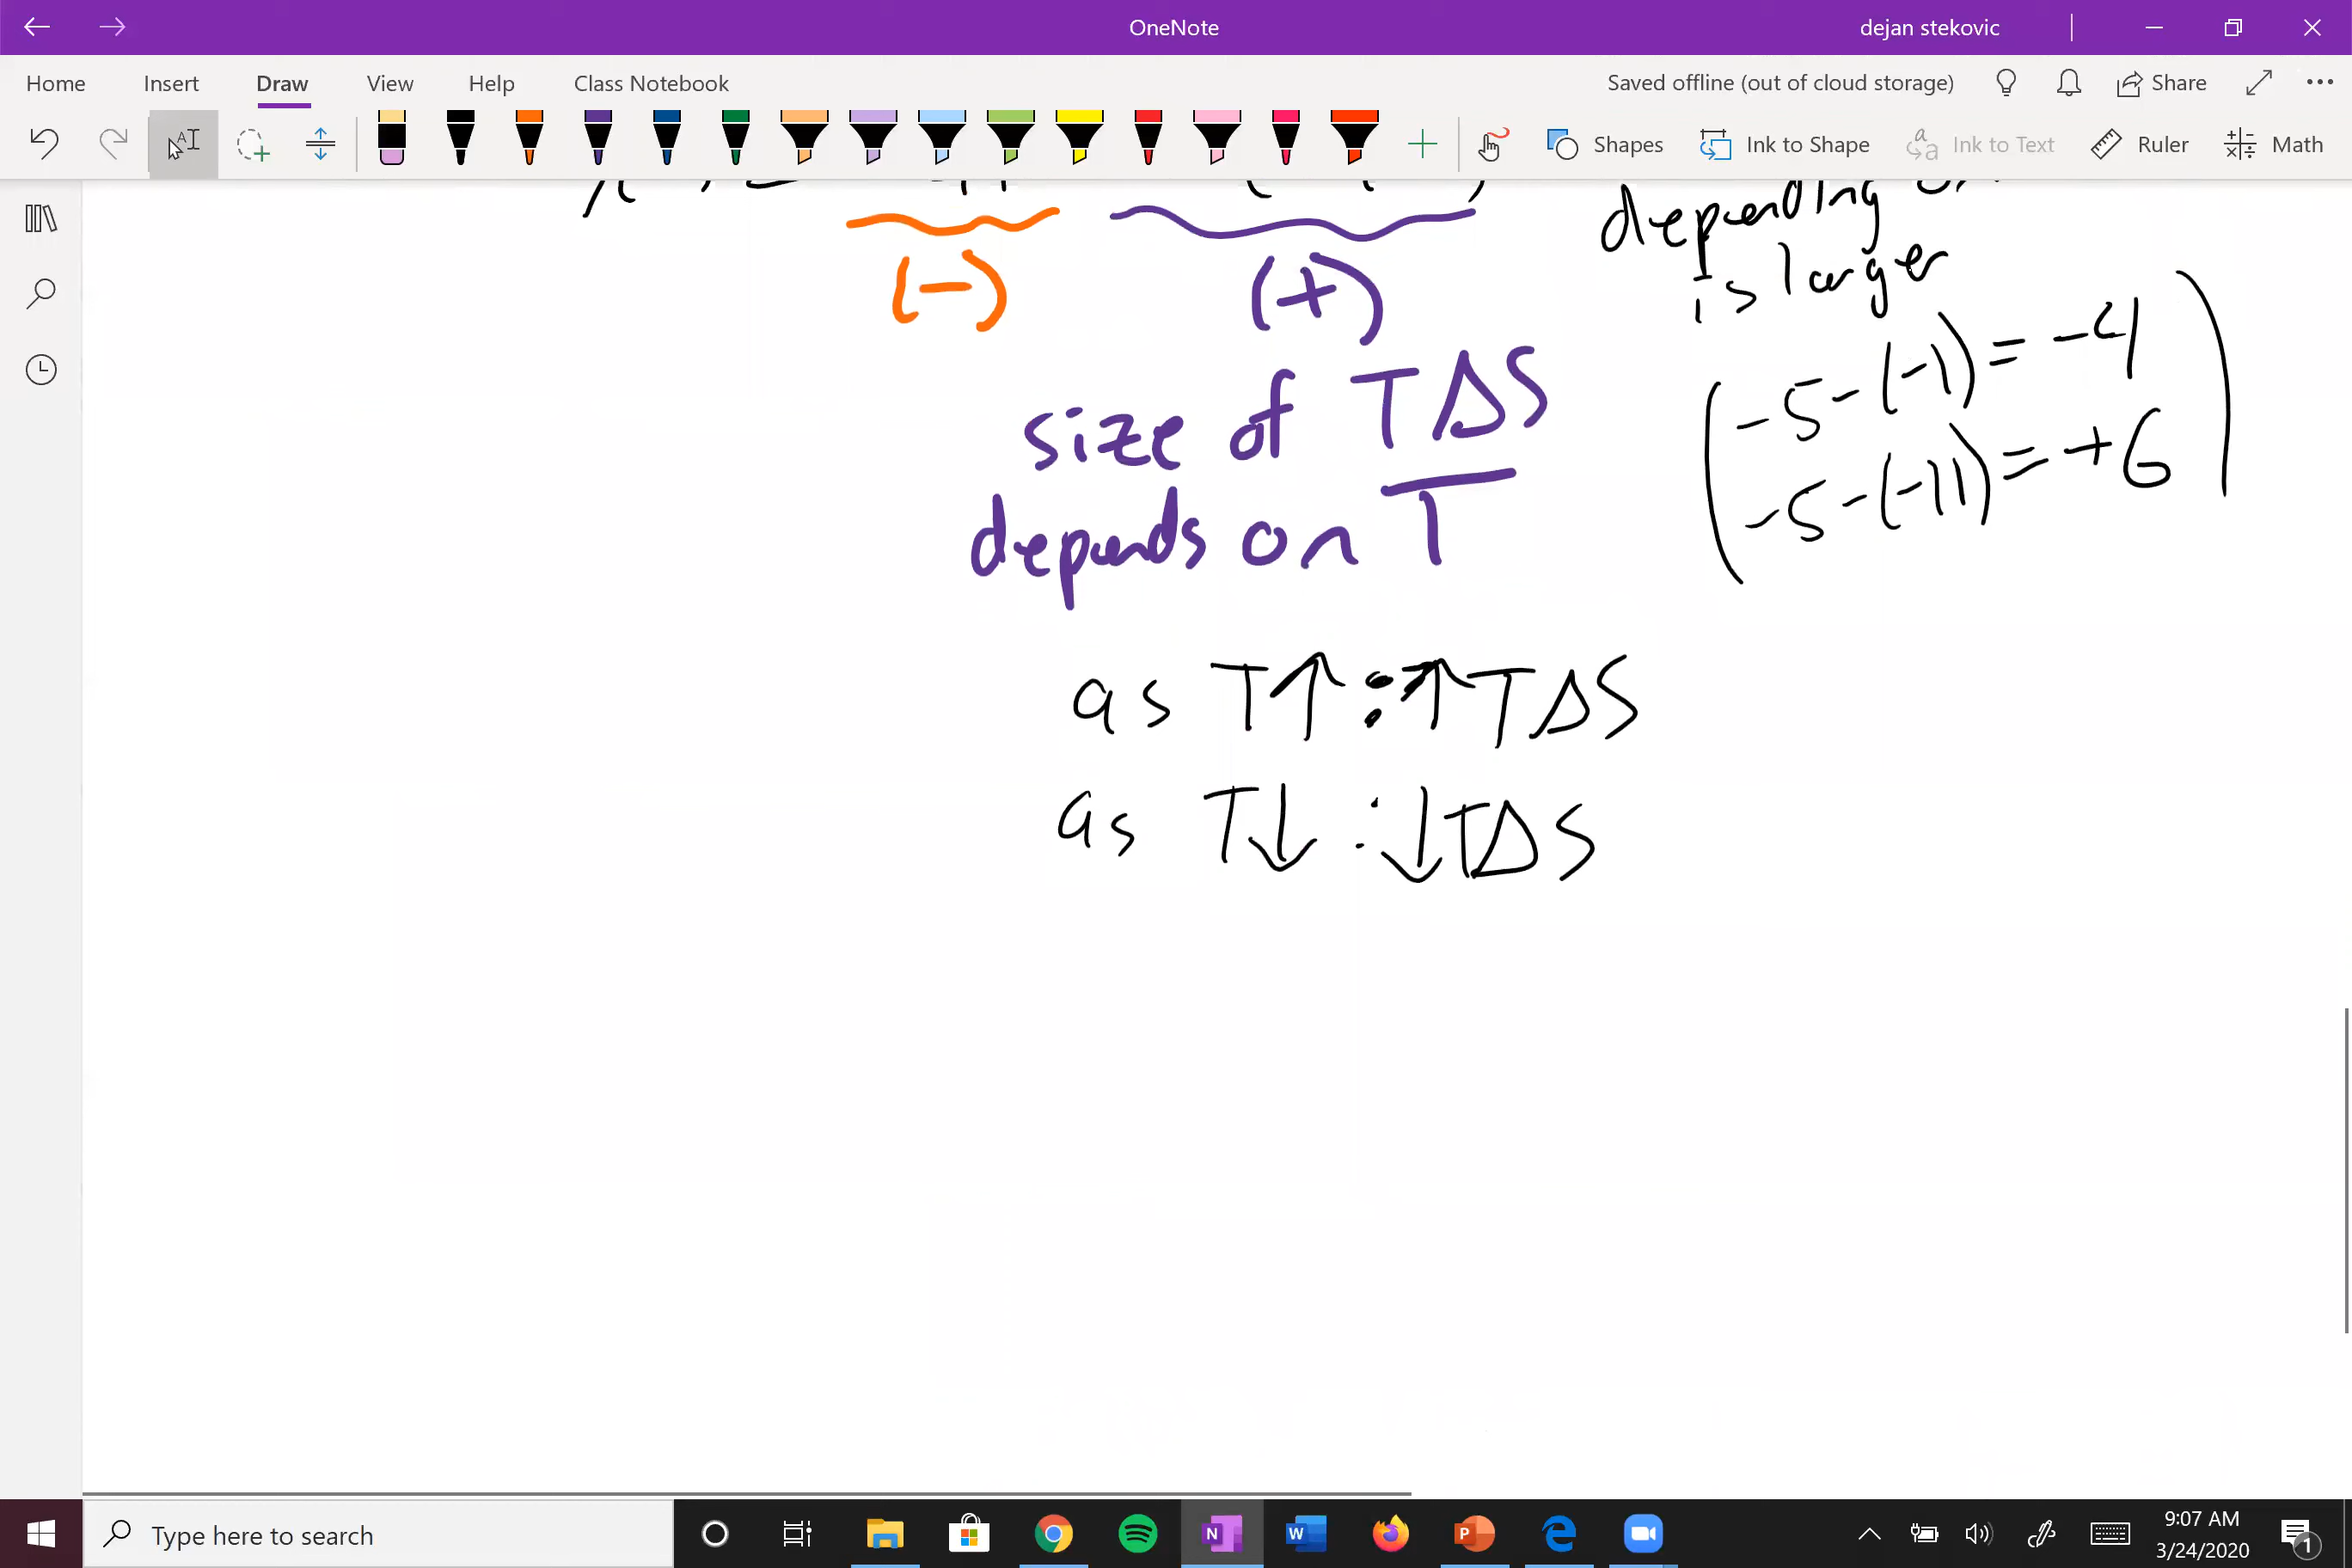 OneNote
dejan stekovic
Home Insert Draw View Help Class Notebook
Saved offline (out of cloud storage) Share
Shapes Ink to Shape Ink to Text Ruler Math
depending
is larger
(-) (+)
-5-(-1)=-4
-5-(-11)=+6
size of TΔS
depends on T
as T↑:↑TΔS
as T↓:↓TΔS
Type here to search
9:07 AM
3/24/2020
1